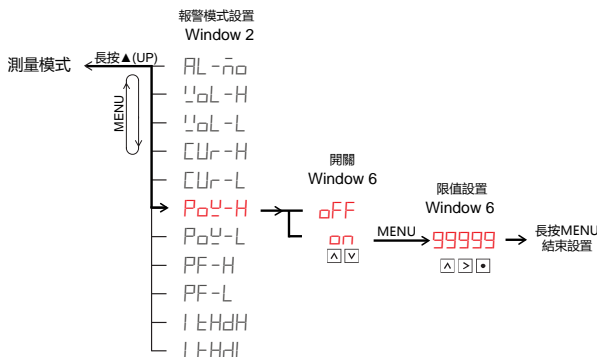 報警模式設置
Window 2
測量模式
長按▲(UP)
MENU
AL-no
VoL-H
VoL-L
CUr-H
CUr-L
PoW-H
PoW-L
PF-H
PF-L
ItHdH
ItHdL
開關
Window 6
oFF
on
MENU
限值設置
Window 6
99999
長按MENU
結束設置